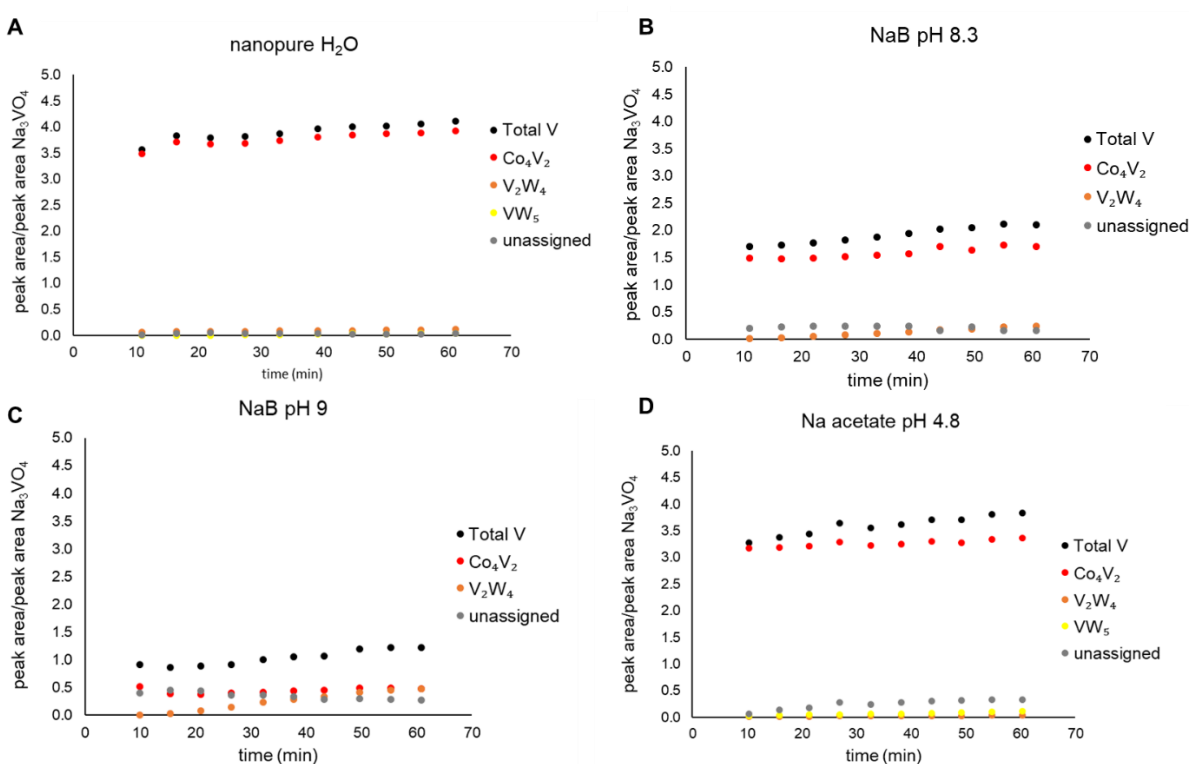 A
nanopure H₂O
peak area/peak area Na₃VO₄
5.0
4.5
4.0
3.5
3.0
2.5
2.0
1.5
1.0
0.5
0.0
0 10 20 30 40 50 60 70
time (min)
Total V
Co₄V₂
V₂W₄
VW₅
unassigned
B
NaB pH 8.3
peak area/peak area Na₃VO₄
5.0
4.5
4.0
3.5
3.0
2.5
2.0
1.5
1.0
0.5
0.0
0 10 20 30 40 50 60 70
time (min)
Total V
Co₄V₂
V₂W₄
unassigned
C
NaB pH 9
peak area/peak area Na₃VO₄
5.0
4.5
4.0
3.5
3.0
2.5
2.0
1.5
1.0
0.5
0.0
0 10 20 30 40 50 60 70
time (min)
Total V
Co₄V₂
V₂W₄
unassigned
D
Na acetate pH 4.8
peak area/peak area Na₃VO₄
5.0
4.5
4.0
3.5
3.0
2.5
2.0
1.5
1.0
0.5
0.0
0 10 20 30 40 50 60 70
time (min)
Total V
Co₄V₂
V₂W₄
VW₅
unassigned